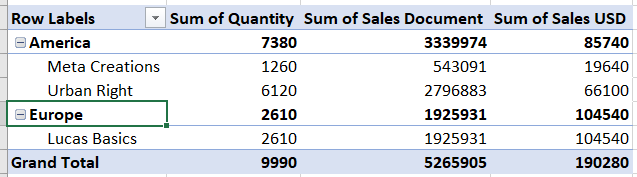 Row Labels Sum of Quantity Sum of Sales Document Sum of Sales USD
America 7380 3339974 85740
Meta Creations 1260 543091 19640
Urban Right 6120 2796883 66100
Europe 2610 1925931 104540
Lucas Basics 2610 1925931 104540
Grand Total 9990 5265905 190280